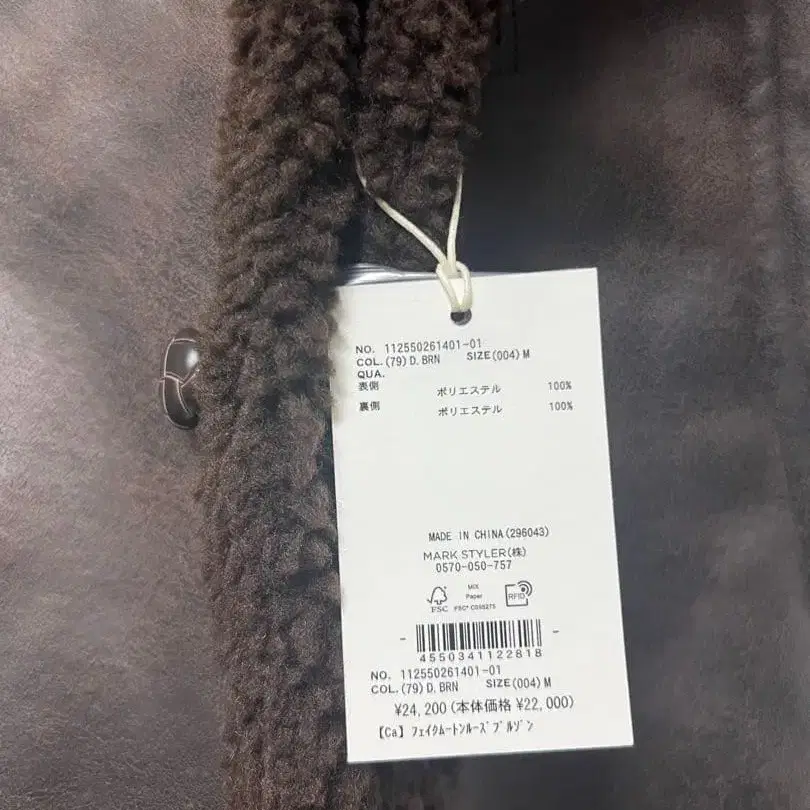 NO. 112550261401-01
COL.(79)D.BRN SIZE(004)M
QUA.
表側 ポリエステル 100%
裏側 ポリエステル 100%
MADE IN CHINA(296043)
MARK STYLER(株)
0570-050-757
MIX
Paper
FSC
FSC® C095275
RFID
4550341122818
NO. 112550261401-01
COL.(79)D.BRN SIZE(004)M
¥24,200(本体価格 ¥22,000)
【Ca】ﾌｪｲｸﾑｰﾄﾝﾙｰｽﾞﾌﾞﾙｿﾞﾝ